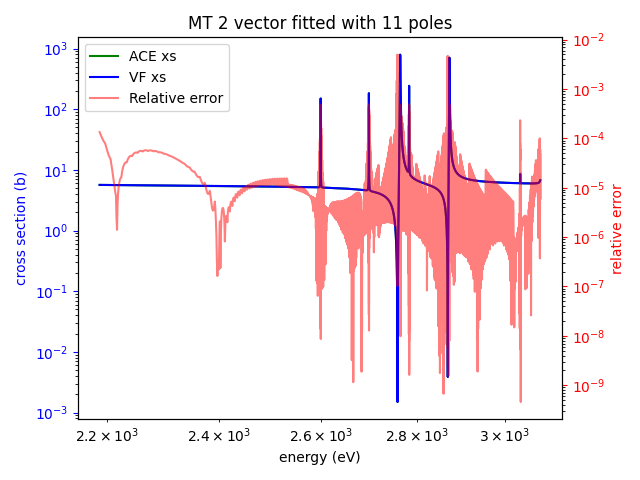 MT 2 vector fitted with 11 poles
ACE xs
VF xs
Relative error
cross section (b)
10³
10²
10¹
10⁰
10⁻¹
10⁻²
10⁻³
relative error
10⁻²
10⁻³
10⁻⁴
10⁻⁵
10⁻⁶
10⁻⁷
10⁻⁸
10⁻⁹
2.2 × 10³ 2.4 × 10³ 2.6 × 10³ 2.8 × 10³ 3 × 10³
energy (eV)